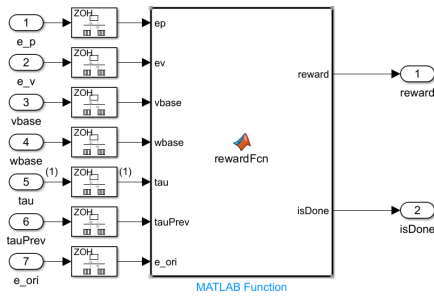 1
e_p
ZOH
ep
2
e_v
ZOH
ev
3
vbase
ZOH
vbase
4
wbase
ZOH
wbase
5
tau
(1)
ZOH
(1)
tau
6
tauPrev
ZOH
tauPrev
7
e_ori
ZOH
e_ori
rewardFcn
reward
1
reward
isDone
2
isDone
MATLAB Function